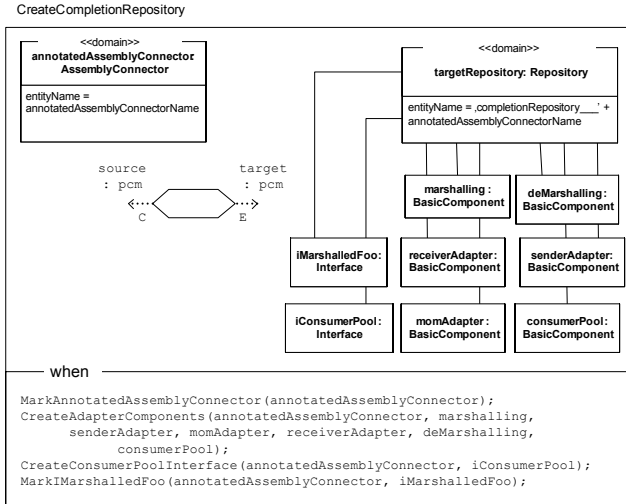 CreateCompletionRepository
<<domain>>
annotatedAssemblyConnector:
AssemblyConnector
entityName =
annotatedAssemblyConnectorName
<<domain>>
targetRepository: Repository
entityName = ‚completionRepository___' +
annotatedAssemblyConnectorName
source
: pcm
target
: pcm
C
E
marshalling :
BasicComponent
deMarshalling:
BasicComponent
iMarshalledFoo:
Interface
receiverAdapter:
BasicComponent
senderAdapter:
BasicComponent
iConsumerPool:
Interface
momAdapter :
BasicComponent
consumerPool:
BasicComponent
when
MarkAnnotatedAssemblyConnector(annotatedAssemblyConnector);
CreateAdapterComponents(annotatedAssemblyConnector, marshalling,
senderAdapter, momAdapter, receiverAdapter, deMarshalling,
consumerPool);
CreateConsumerPoolInterface(annotatedAssemblyConnector, iConsumerPool);
MarkIMarshalledFoo(annotatedAssemblyConnector, iMarshalledFoo);